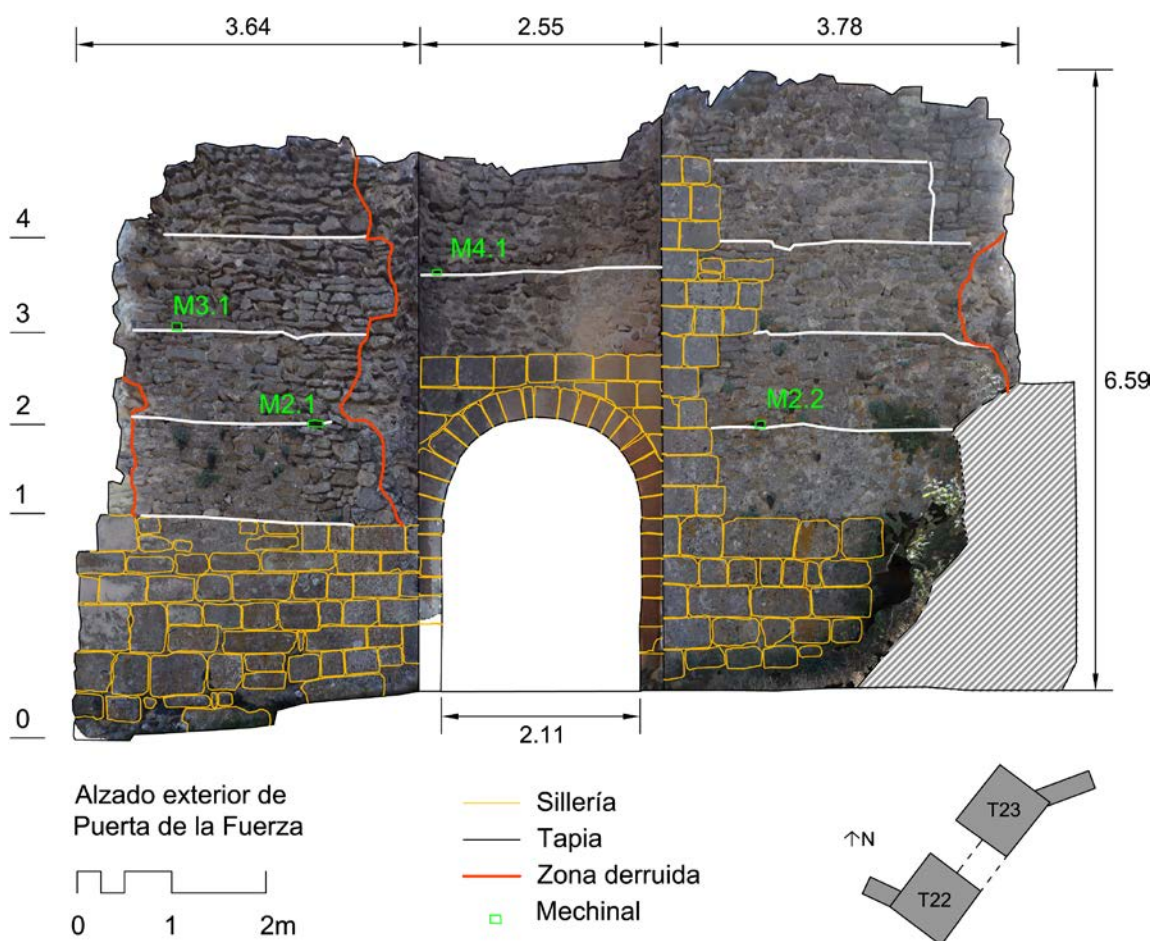 3.64
2.55
3.78
4
M4.1
M3.1
3
6.59
2
M2.1
M2.2
1
0
2.11
Alzado exterior de
Puerta de la Fuerza
0 1 2m
Sillería
Tapia
Zona derruida
Mechinal
↑N
T23
T22